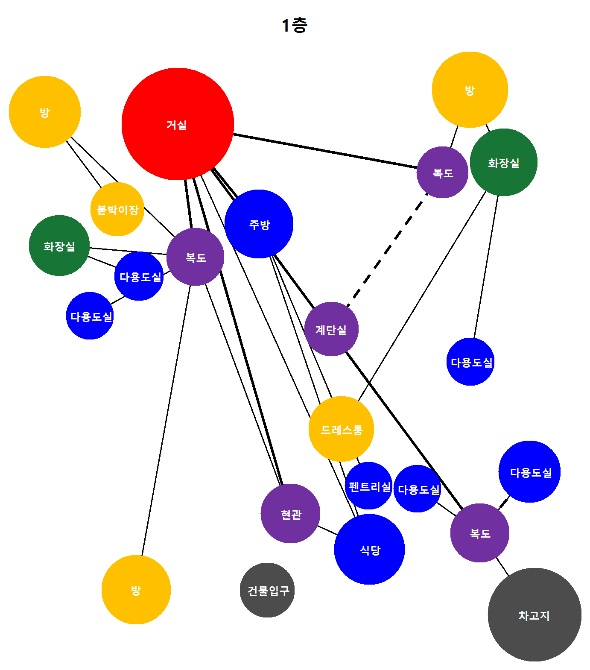 1층
방
거실
방
복도
화장실
붙박이장
주방
화장실
복도
다용도실
다용도실
계단실
다용도실
드레스룸
다용도실
펜트리실
다용도실
현관
복도
식당
방
건물입구
차고지